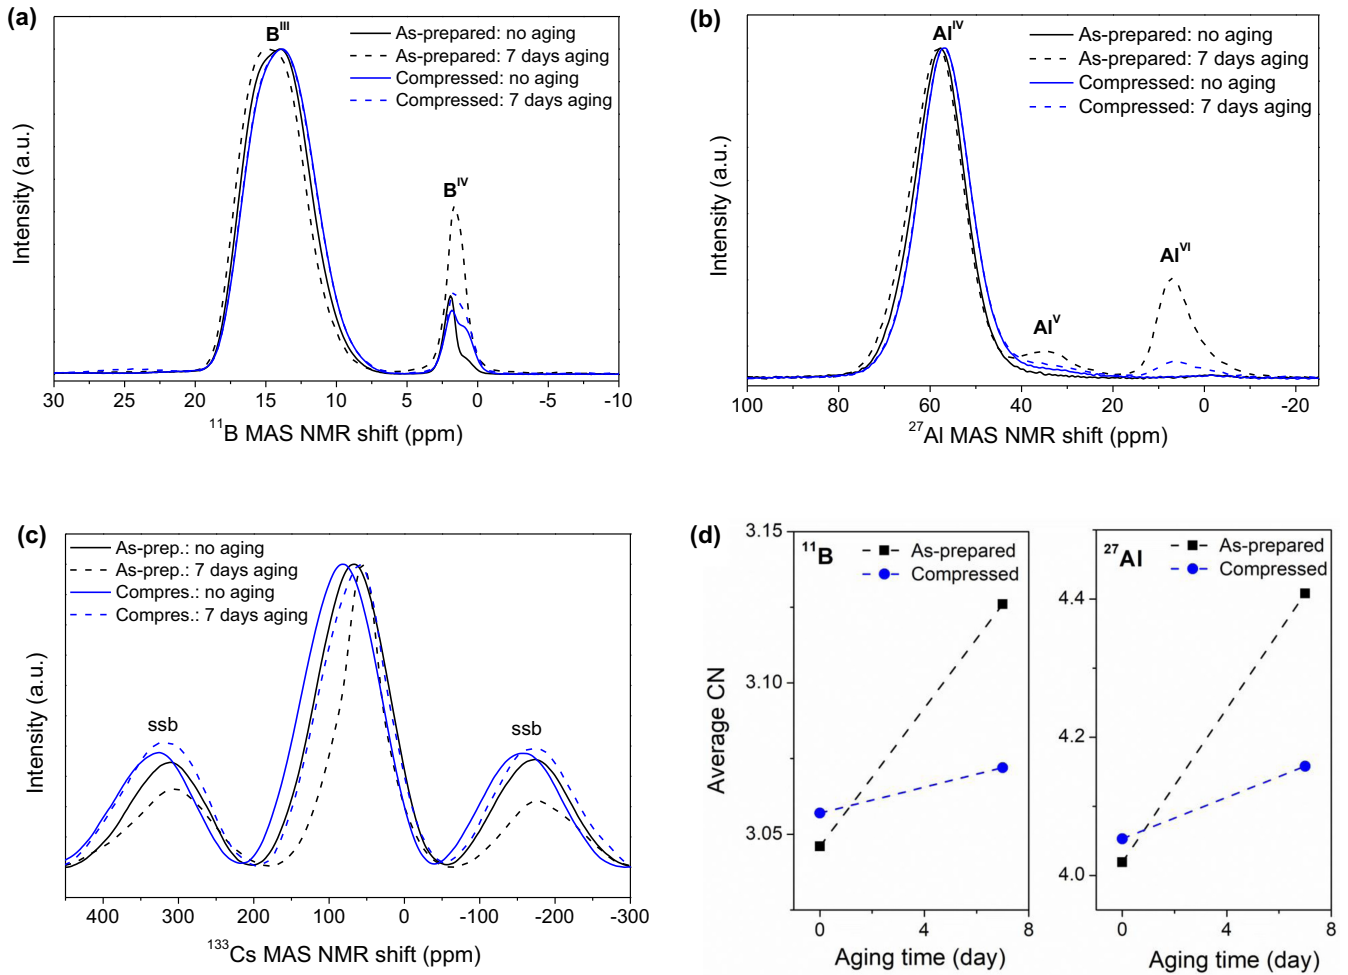 (a)
B^III
As-prepared: no aging
As-prepared: 7 days aging
Compressed: no aging
Compressed: 7 days aging
B^IV
Intensity (a.u.)
30 25 20 15 10 5 0 -5 -10
^11B MAS NMR shift (ppm)
(b)
Al^IV
As-prepared: no aging
As-prepared: 7 days aging
Compressed: no aging
Compressed: 7 days aging
Al^VI
Al^V
Intensity (a.u.)
100 80 60 40 20 0 -20
^27Al MAS NMR shift (ppm)
(c)
As-prep.: no aging
As-prep.: 7 days aging
Compres.: no aging
Compres.: 7 days aging
ssb
ssb
Intensity (a.u.)
400 300 200 100 0 -100 -200 -300
^133Cs MAS NMR shift (ppm)
(d)
3.15
3.10
3.05
Average CN
^11B
As-prepared
Compressed
0 4 8
Aging time (day)
4.4
4.2
4.0
^27Al
As-prepared
Compressed
0 4 8
Aging time (day)